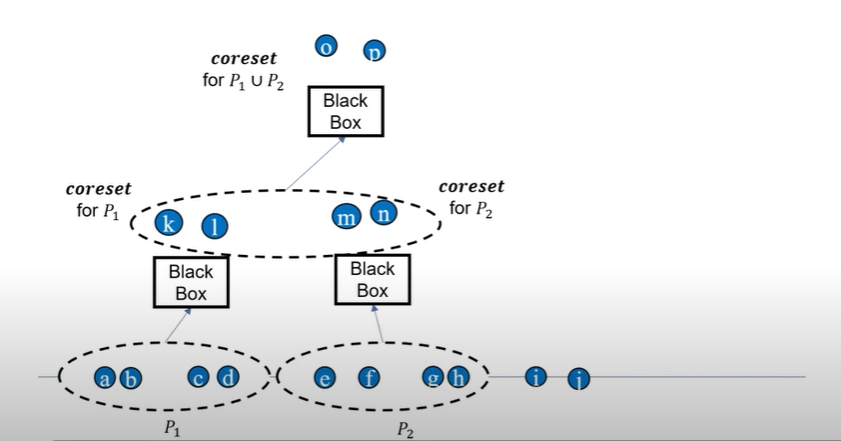 o p
coreset
for P₁ ∪ P₂
Black
Box
coreset
for P₁
k l m n
coreset
for P₂
Black
Box
Black
Box
a b c d e f g h i j
P₁
P₂